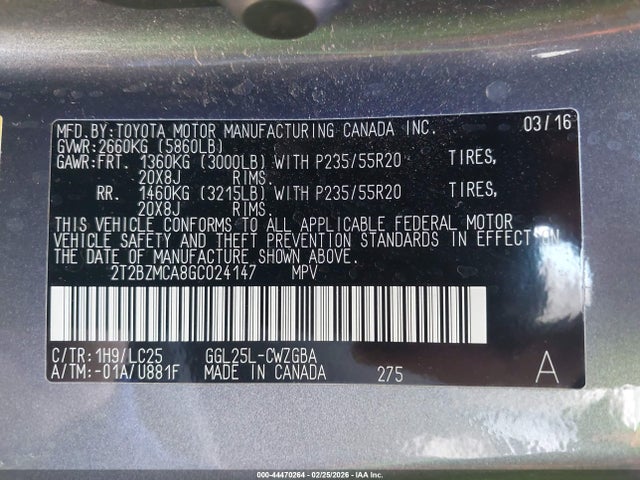 MFD.BY:TOYOTA MOTOR MANUFACTURING CANADA INC. 03/16
GVWR:2660KG (5860LB)
GAWR:FRT. 1360KG (3000LB) WITH P235/55R20 TIRES,
20X8J RIMS.
RR. 1460KG (3215LB) WITH P235/55R20 TIRES,
20X8J RIMS.
THIS VEHICLE CONFORMS TO ALL APPLICABLE FEDERAL MOTOR
VEHICLE SAFETY AND THEFT PREVENTION STANDARDS IN EFFECT ON
THE DATE OF MANUFACTURE SHOWN ABOVE.
2T2BZMCA8GC024147 MPV
C/TR:1H9/LC25 GGL25L-CWZGBA
A/TM:-01A/U881F MADE IN CANADA 275 A
000-44470264 - 02/25/2026 - IAA Inc.